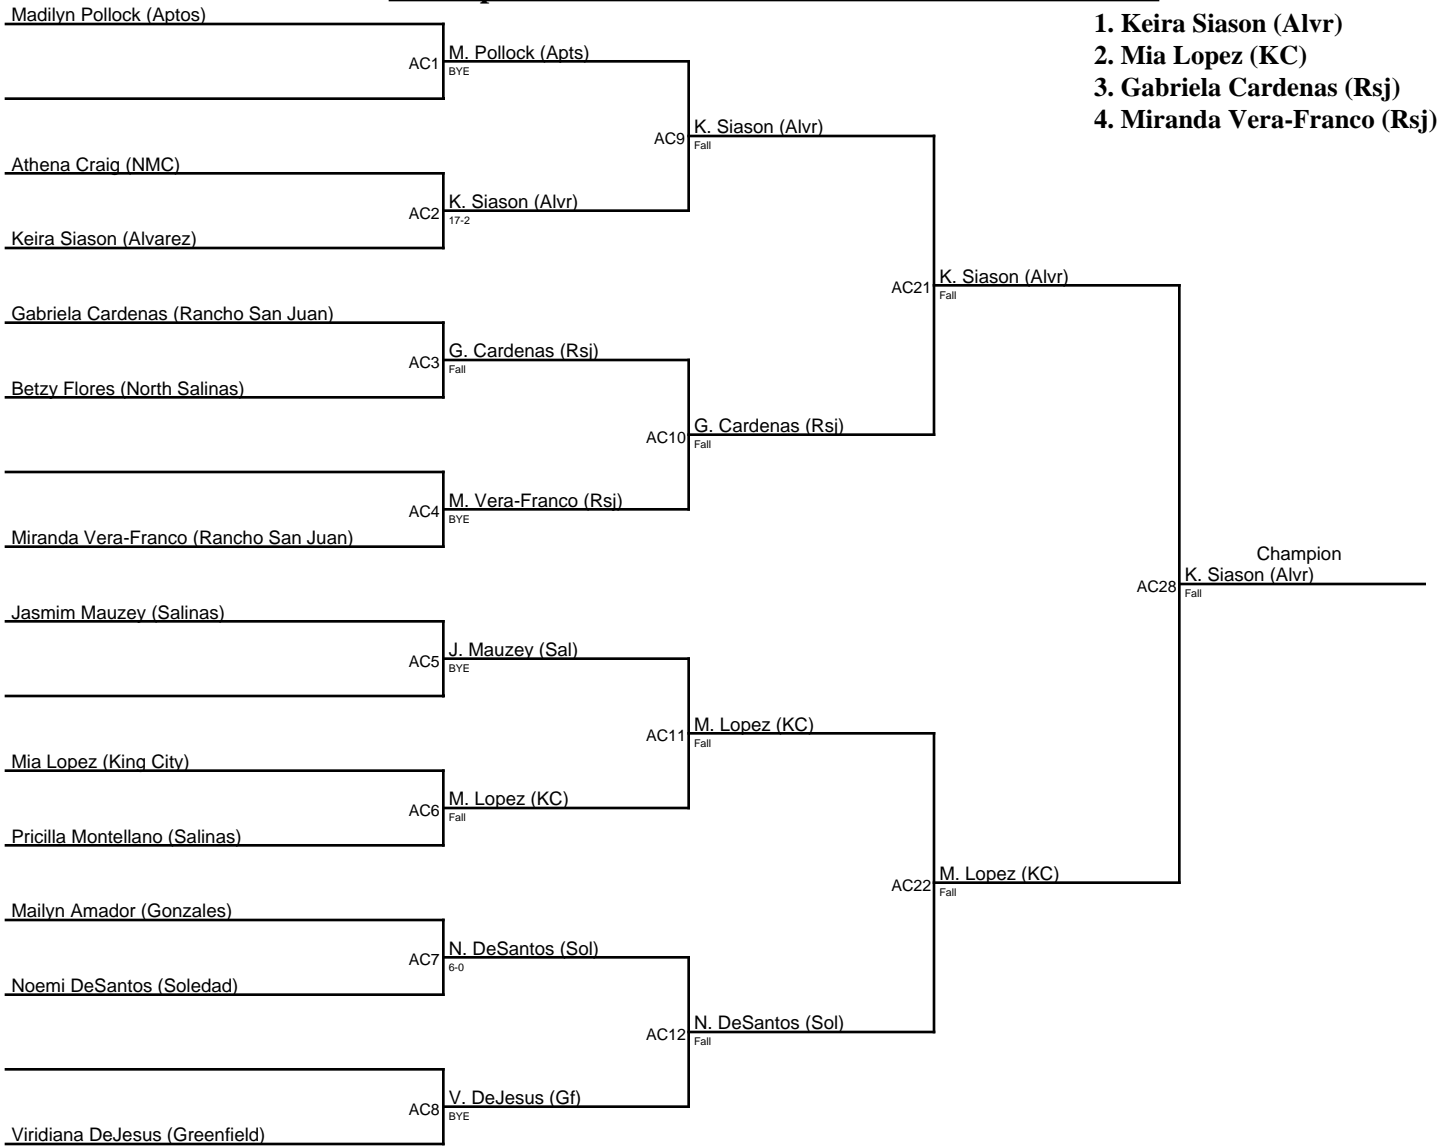 1. Keira Siason (Alvr)
2. Mia Lopez (KC)
3. Gabriela Cardenas (Rsj)
4. Miranda Vera-Franco (Rsj)
Madilyn Pollock (Aptos)
AC1
M. Pollock (Apts)
BYE
AC9
K. Siason (Alvr)
Fall
Athena Craig (NMC)
AC2
K. Siason (Alvr)
17-2
Keira Siason (Alvarez)
AC21
K. Siason (Alvr)
Fall
Gabriela Cardenas (Rancho San Juan)
AC3
G. Cardenas (Rsj)
Fall
Betzy Flores (North Salinas)
AC10
G. Cardenas (Rsj)
Fall
AC4
M. Vera-Franco (Rsj)
BYE
Miranda Vera-Franco (Rancho San Juan)
Champion
AC28
K. Siason (Alvr)
Fall
Jasmim Mauzey (Salinas)
AC5
J. Mauzey (Sal)
BYE
AC11
M. Lopez (KC)
Fall
Mia Lopez (King City)
AC6
M. Lopez (KC)
Fall
Pricilla Montellano (Salinas)
AC22
M. Lopez (KC)
Fall
Mailyn Amador (Gonzales)
AC7
N. DeSantos (Sol)
6-0
Noemi DeSantos (Soledad)
AC12
N. DeSantos (Sol)
Fall
AC8
V. DeJesus (Gf)
BYE
Viridiana DeJesus (Greenfield)